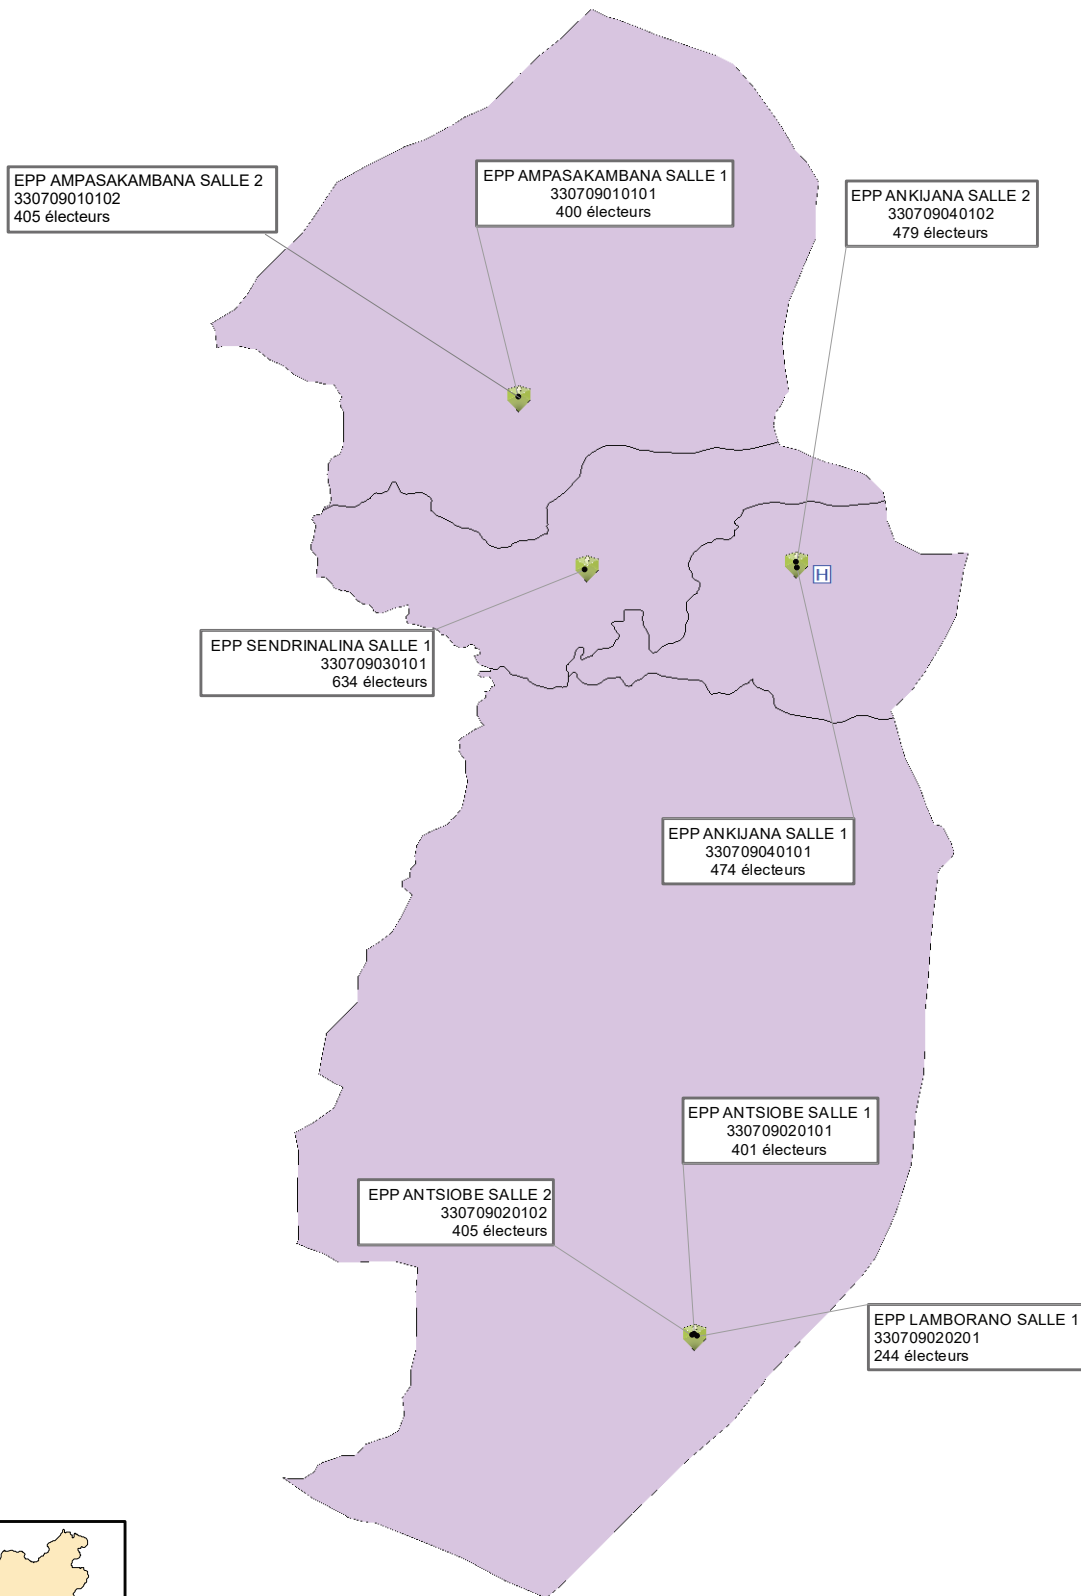 EPP AMPASAKAMBANA SALLE 2
330709010102
405 électeurs
EPP AMPASAKAMBANA SALLE 1
330709010101
400 électeurs
EPP ANKIJANA SALLE 2
330709040102
479 électeurs
H
EPP SENDRINALINA SALLE 1
330709030101
634 électeurs
EPP ANKIJANA SALLE 1
330709040101
474 électeurs
EPP ANTSIOBE SALLE 1
330709020101
401 électeurs
EPP ANTSIOBE SALLE 2
330709020102
405 électeurs
EPP LAMBORANO SALLE 1
330709020201
244 électeurs